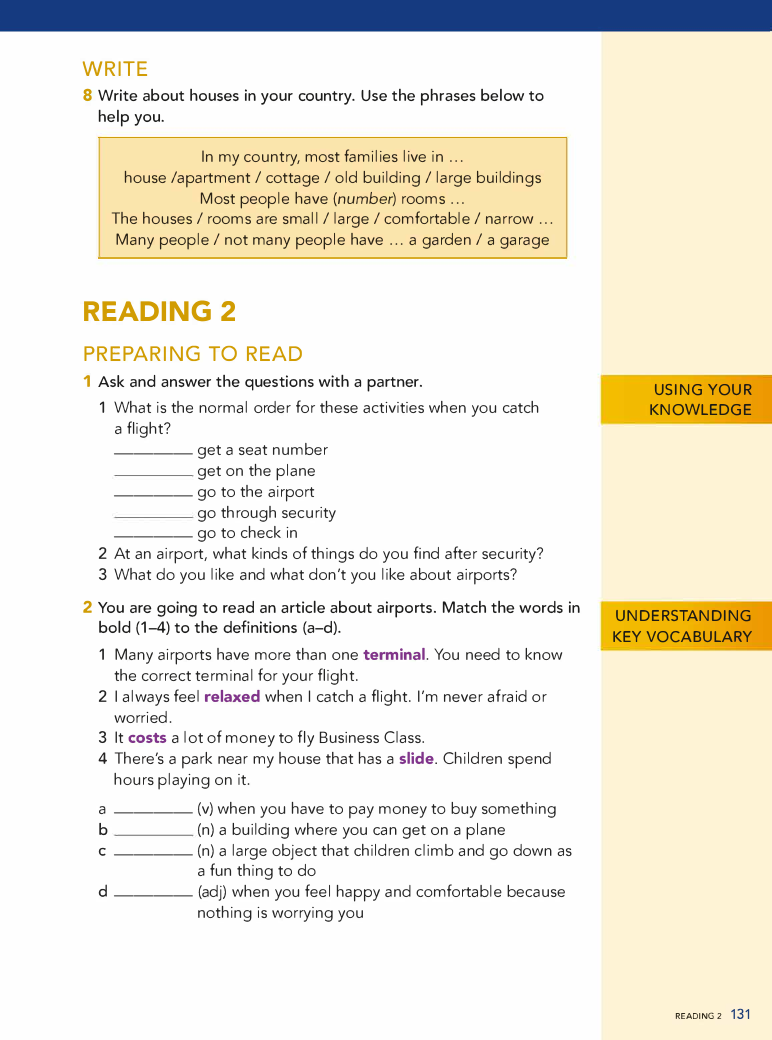 WRITE
8 Write about houses in your country. Use the phrases below to
help you.
In my country, most families live in …
house /apartment / cottage / old building / large buildings
Most people have (number) rooms …
The houses / rooms are small / large / comfortable / narrow …
Many people / not many people have … a garden / a garage
READING 2
PREPARING TO READ
1 Ask and answer the questions with a partner.
USING YOUR
KNOWLEDGE
1 What is the normal order for these activities when you catch
a flight?
_________ get a seat number
_________ get on the plane
_________ go to the airport
_________ go through security
_________ go to check in
2 At an airport, what kinds of things do you find after security?
3 What do you like and what don't you like about airports?
2 You are going to read an article about airports. Match the words in
bold (1–4) to the definitions (a–d).
UNDERSTANDING
KEY VOCABULARY
1 Many airports have more than one terminal. You need to know
the correct terminal for your flight.
2 I always feel relaxed when I catch a flight. I'm never afraid or
worried.
3 It costs a lot of money to fly Business Class.
4 There's a park near my house that has a slide. Children spend
hours playing on it.
a _________ (v) when you have to pay money to buy something
b _________ (n) a building where you can get on a plane
c _________ (n) a large object that children climb and go down as
a fun thing to do
d _________ (adj) when you feel happy and comfortable because
nothing is worrying you
READING 2 131